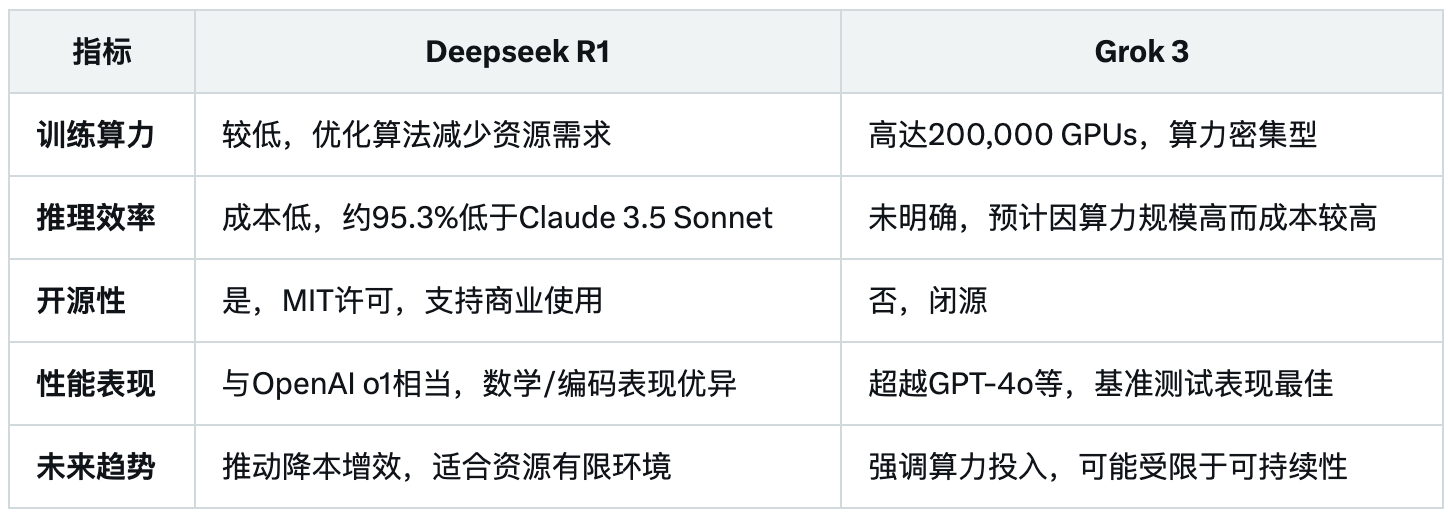 指标 Deepseek R1 Grok 3
训练算力 较低，优化算法减少资源需求 高达200,000 GPUs，算力密集型
推理效率 成本低，约95.3%低于Claude 3.5 Sonnet 未明确，预计因算力规模高而成本较高
开源性 是，MIT许可，支持商业使用 否，闭源
性能表现 与OpenAI o1相当，数学/编码表现优异 超越GPT-4o等，基准测试表现最佳
未来趋势 推动降本增效，适合资源有限环境 强调算力投入，可能受限于可持续性